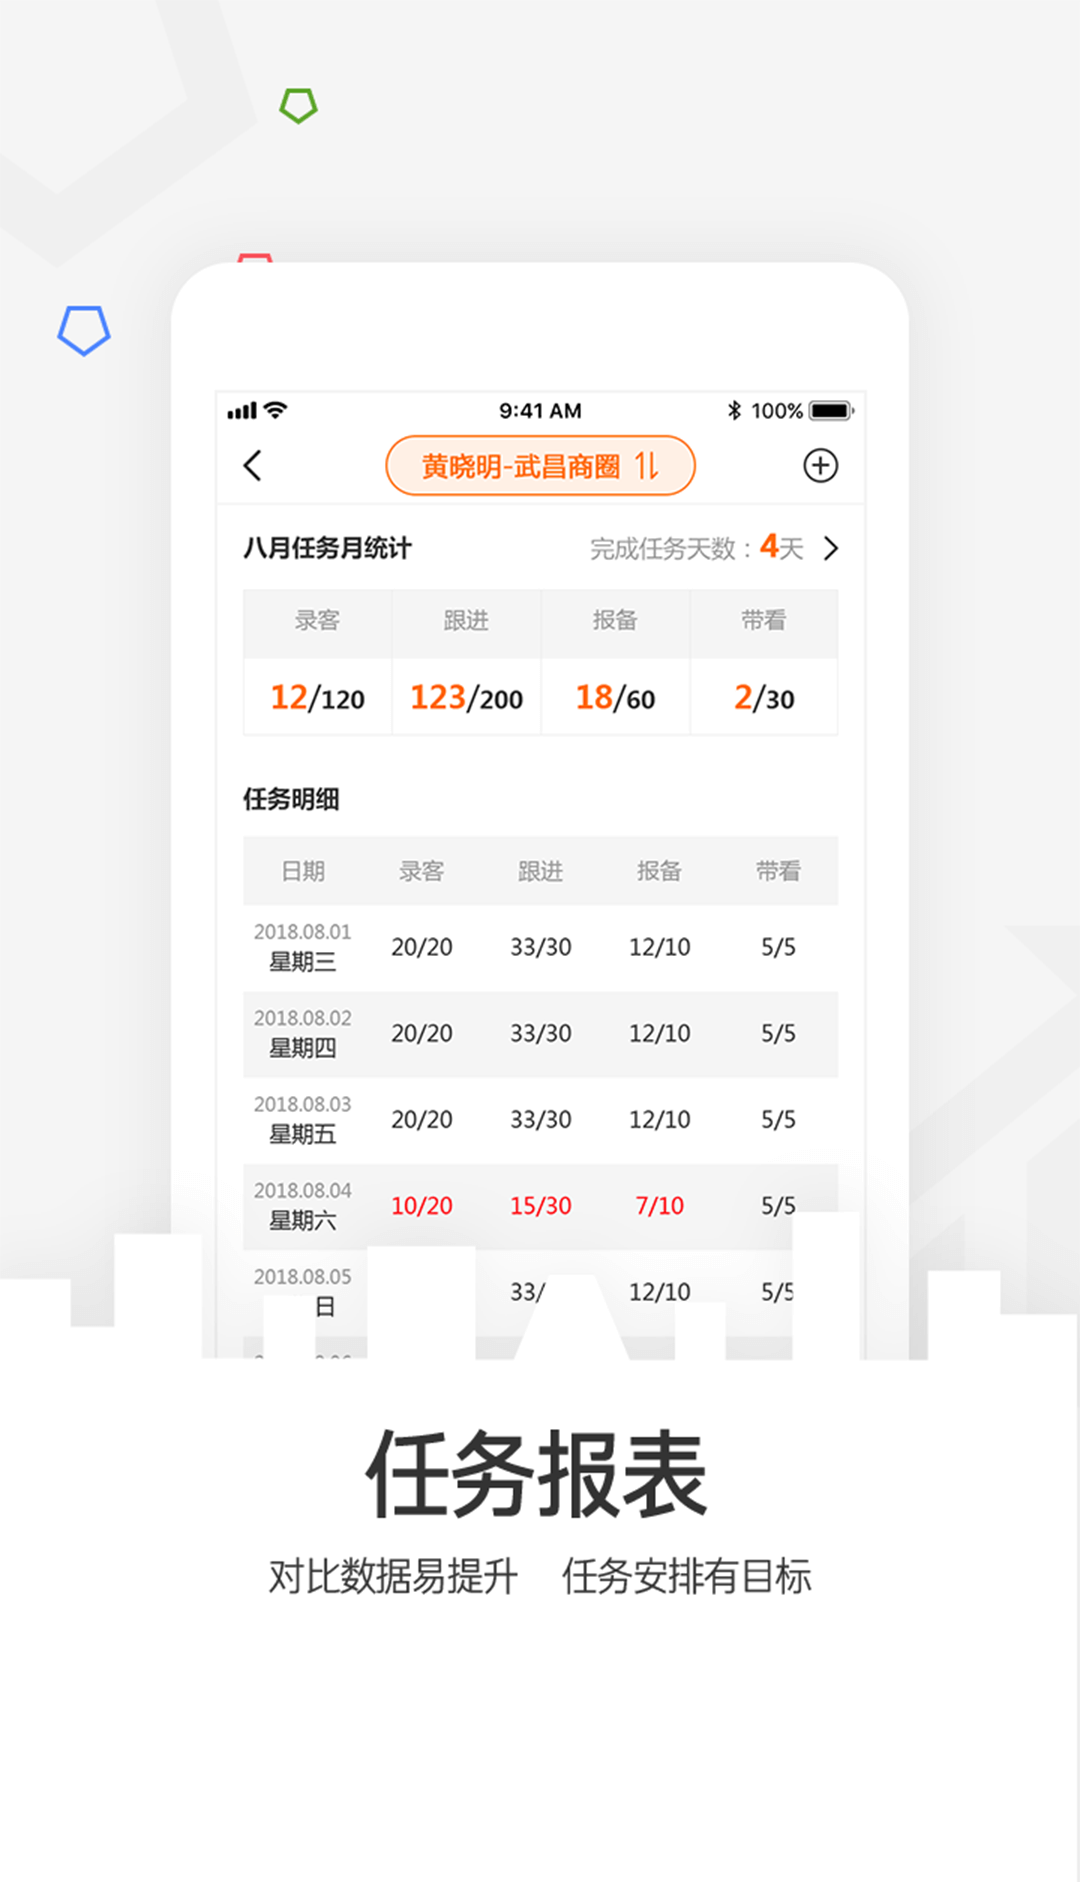 9:41 AM 100%
黄晓明-武昌商圈
八月任务月统计 完成任务天数：4天
录客 跟进 报备 带看
12/120 123/200 18/60 2/30
任务明细
日期 录客 跟进 报备 带看
2018.08.01
星期三 20/20 33/30 12/10 5/5
2018.08.02
星期四 20/20 33/30 12/10 5/5
2018.08.03
星期五 20/20 33/30 12/10 5/5
2018.08.04
星期六 10/20 15/30 7/10 5/5
2018.08.05
日 33/ 12/10 5/5
任务报表
对比数据易提升 任务安排有目标